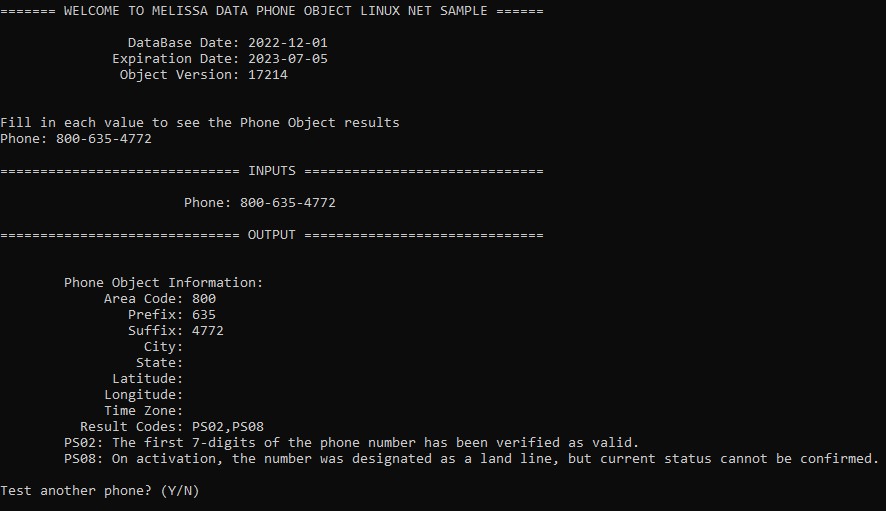 ======= WELCOME TO MELISSA DATA PHONE OBJECT LINUX NET SAMPLE ======
DataBase Date: 2022-12-01
Expiration Date: 2023-07-05
Object Version: 17214
Fill in each value to see the Phone Object results
Phone: 800-635-4772
============================== INPUTS ==============================
Phone: 800-635-4772
============================== OUTPUT ==============================
Phone Object Information:
Area Code: 800
Prefix: 635
Suffix: 4772
City:
State:
Latitude:
Longitude:
Time Zone:
Result Codes: PS02,PS08
PS02: The first 7-digits of the phone number has been verified as valid.
PS08: On activation, the number was designated as a land line, but current status cannot be confirmed.
Test another phone? (Y/N)